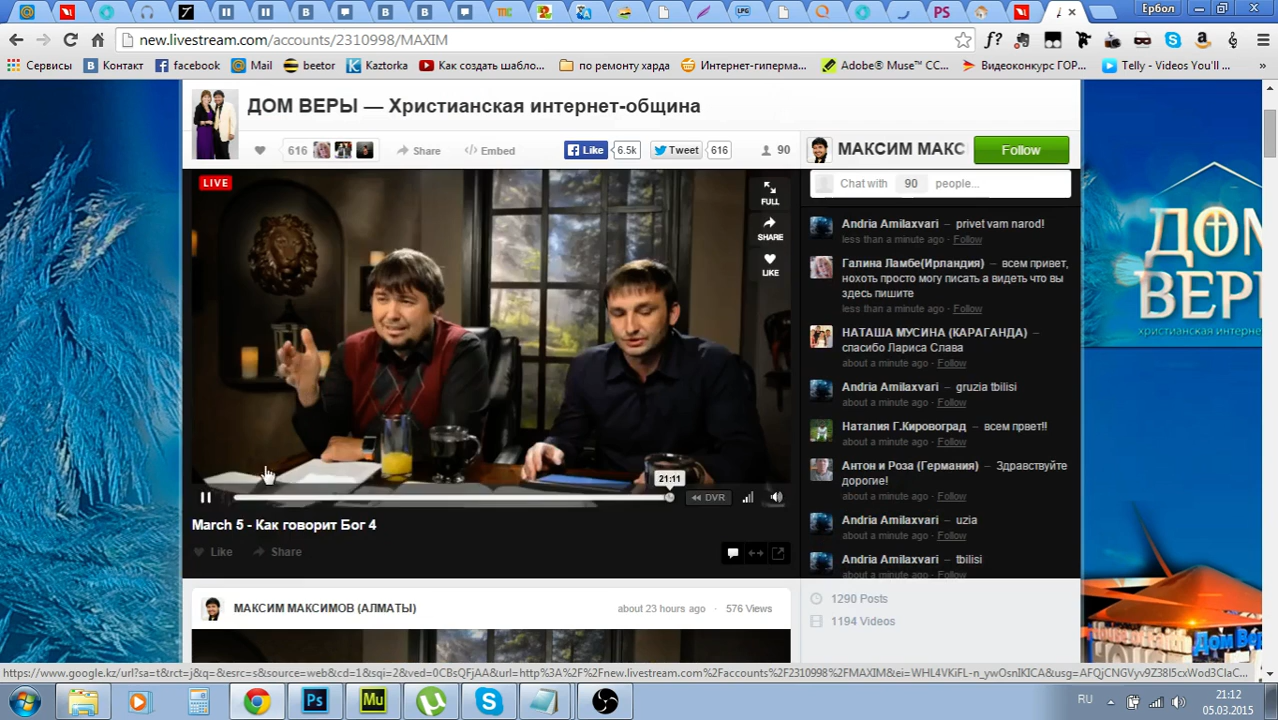 Ербол
new.livestream.com/accounts/2310998/MAXIM
Сервисы
Контакт
facebook
Mail
beetor
Kaztorka
Как создать шабло...
по ремонту харда
Интернет-гиперма...
Adobe® Muse™ CC...
Видеоконкурс ГОР...
Telly - Videos You'll ...
ДОМ ВЕРЫ — Христианская интернет-община
616
Share
Embed
Like
6.5k
Tweet
616
90
МАКСИМ МАКС
Follow
LIVE
FULL
SHARE
LIKE
Chat with 90 people...
Andria Amilaxvari – privet vam narod!
less than a minute ago · Follow
Галина Ламбе(Ирландия) – всем привет,
нохоть просто могу писать а видеть что вы
здесь пишите
less than a minute ago · Follow
НАТАША МУСИНА (КАРАГАНДА) –
спасибо Лариса Слава
about a minute ago · Follow
Andria Amilaxvari – gruzia tbilisi
about a minute ago · Follow
Наталия Г.Кировоград – всем првет!!
about a minute ago · Follow
Антон и Роза (Германия) – Здравствуйте
дорогие!
about a minute ago · Follow
Andria Amilaxvari – uzia
about a minute ago · Follow
Andria Amilaxvari – tbilisi
about a minute ago · Follow
21:11
DVR
March 5 - Как говорит Бог 4
Like
Share
МАКСИМ МАКСИМОВ (АЛМАТЫ)
about 23 hours ago · 576 Views
1290 Posts
1194 Videos
ДОМ
ВЕРЫ
христианская интерне
Дом Вер
RU
21:12
05.03.2015